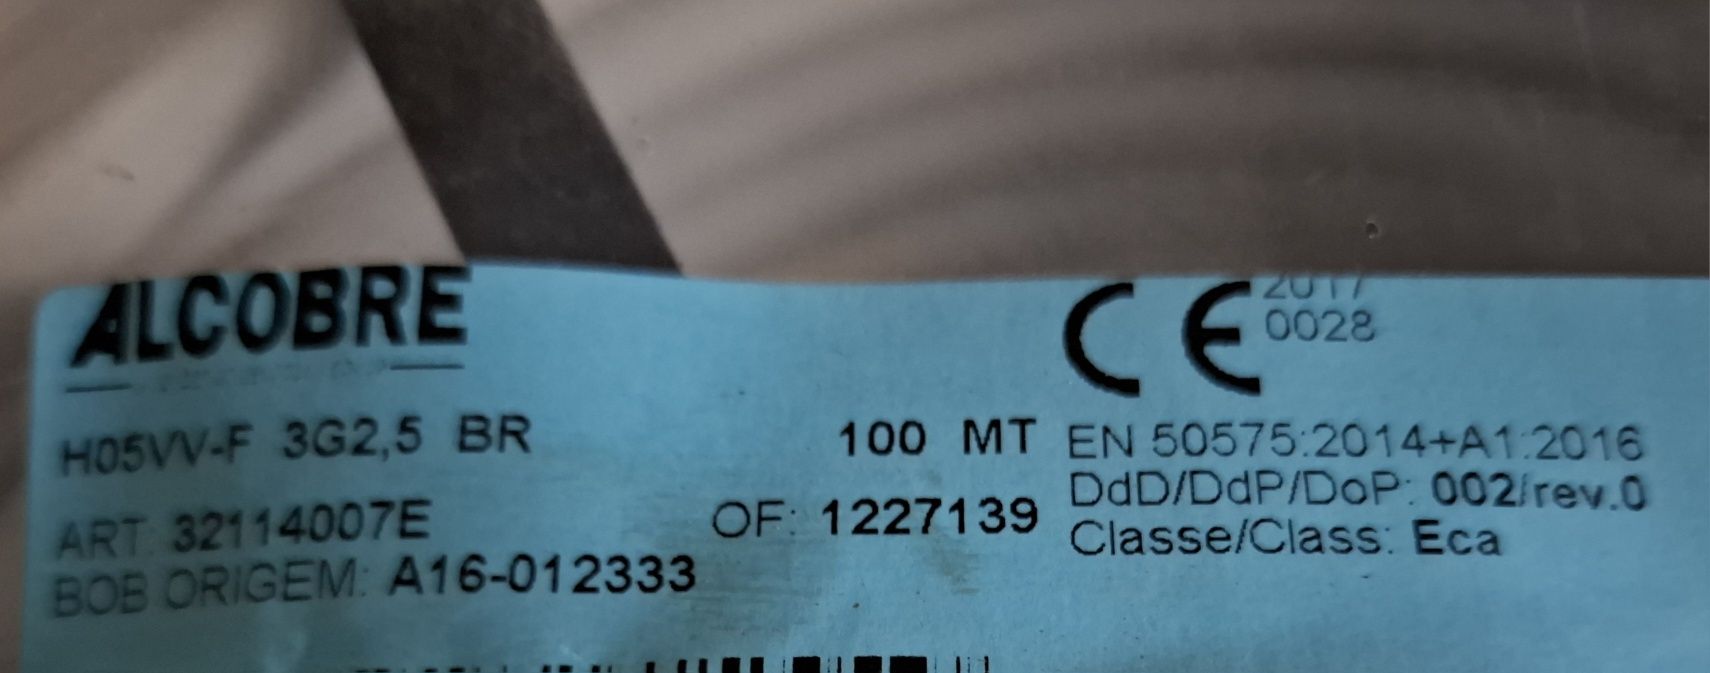 ALCOBRE
2017
0028
H05VV-F 3G2,5 BR
100 MT
ART: 32114007E
OF: 1227139
BOB ORIGEM: A16-012333
EN 50575:2014+A1:2016
DdD/DdP/DoP: 002/rev.0
Classe/Class: Eca